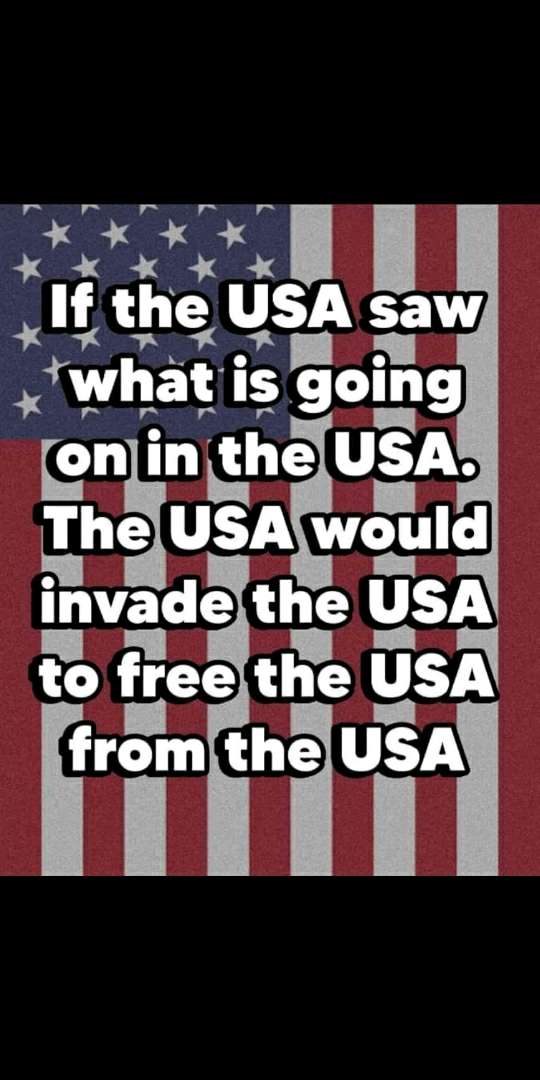 If the USA saw
what is going
on in the USA.
The USA would
invade the USA
to free the USA
from the USA